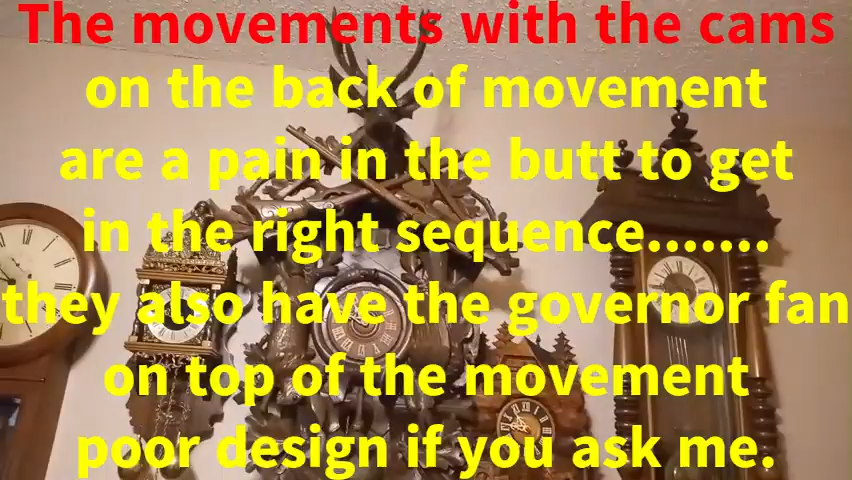 The movements with the cams
on the back of movement
are a pain in the butt to get
in the right sequence.......
they also have the governor fan
on top of the movement
poor design if you ask me.